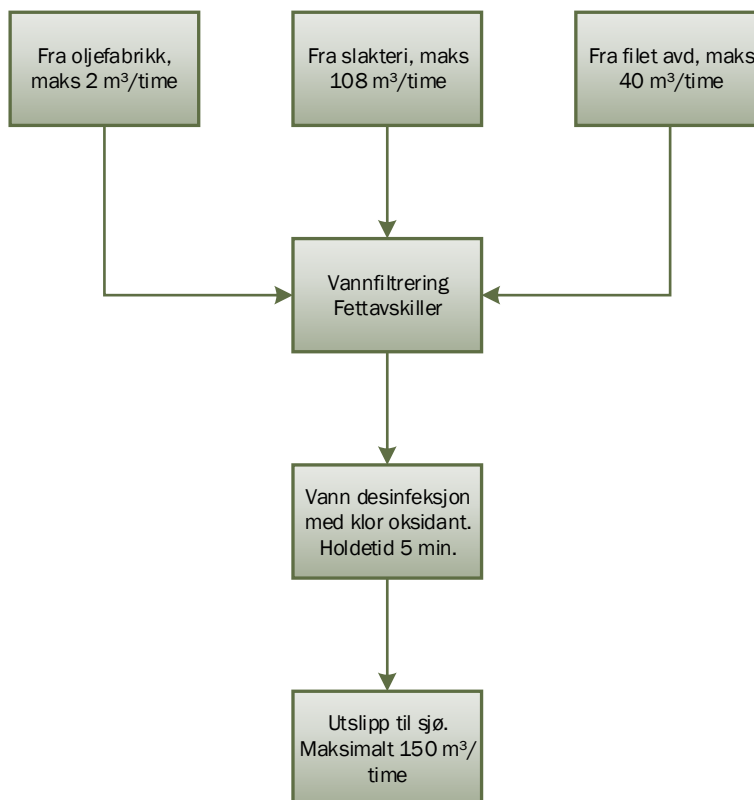 Fra oljefabrikk,
maks 2 m³/time
Fra slakteri, maks
108 m³/time
Fra filet avd, maks
40 m³/time
Vannfiltrering
Fettavskiller
Vann desinfeksjon
med klor oksidant.
Holdetid 5 min.
Utslipp til sjø.
Maksimalt 150 m³/
time